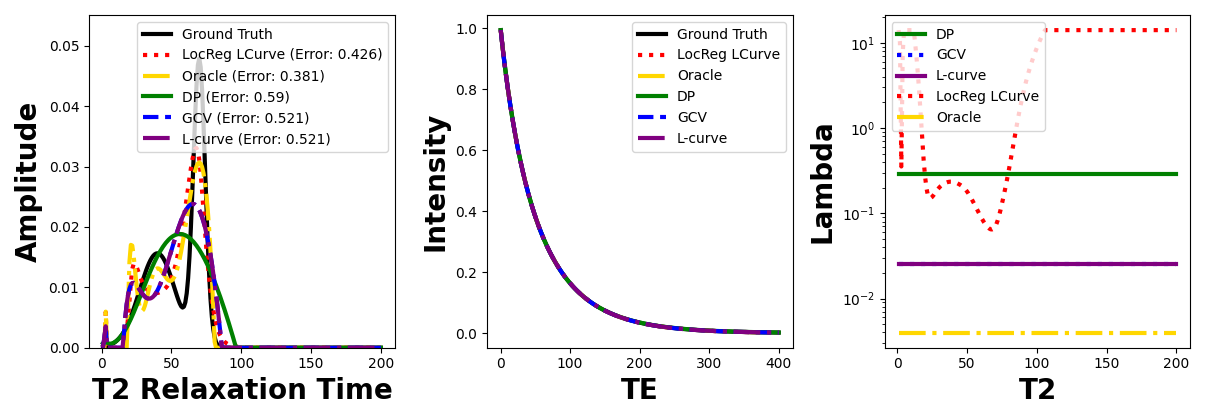 Amplitude
0.05
0.04
0.03
0.02
0.01
0.00
Ground Truth
LocReg LCurve (Error: 0.426)
Oracle (Error: 0.381)
DP (Error: 0.59)
GCV (Error: 0.521)
L-curve (Error: 0.521)
0 50 100 150 200
T2 Relaxation Time
Intensity
1.0
0.8
0.6
0.4
0.2
0.0
Ground Truth
LocReg LCurve
Oracle
DP
GCV
L-curve
0 100 200 300 400
TE
Lambda
10¹
10⁰
10⁻¹
10⁻²
DP
GCV
L-curve
LocReg LCurve
Oracle
0 50 100 150 200
T2